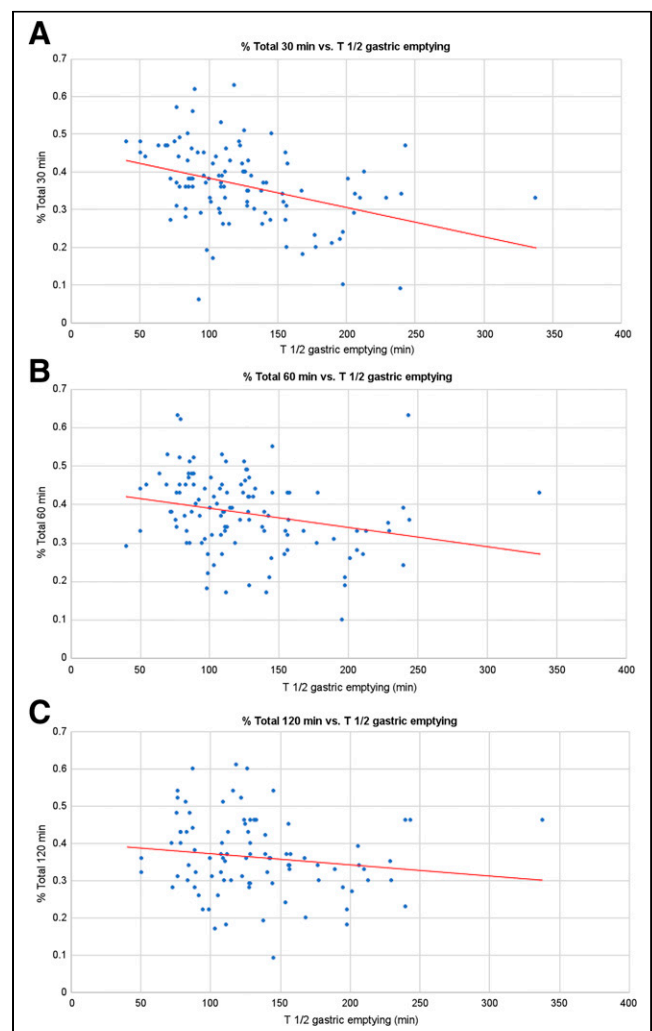 A
% Total 30 min vs. T 1/2 gastric emptying
0.7
0.6
0.5
0.4
0.3
0.2
0.1
0
% Total 30 min
0 50 100 150 200 250 300 350 400
T 1/2 gastric emptying (min)
B
% Total 60 min vs. T 1/2 gastric emptying
0.7
0.6
0.5
0.4
0.3
0.2
0.1
0
% Total 60 min
0 50 100 150 200 250 300 350 400
T 1/2 gastric emptying (min)
C
% Total 120 min vs. T 1/2 gastric emptying
0.7
0.6
0.5
0.4
0.3
0.2
0.1
0
% Total 120 min
0 50 100 150 200 250 300 350 400
T 1/2 gastric emptying (min)